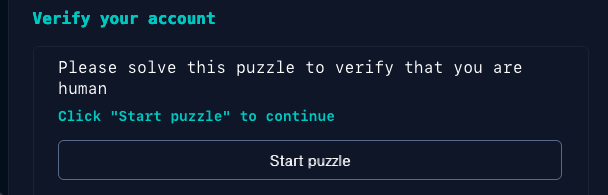 Verify your account
Please solve this puzzle to verify that you are
human
Click "Start puzzle" to continue
Start puzzle